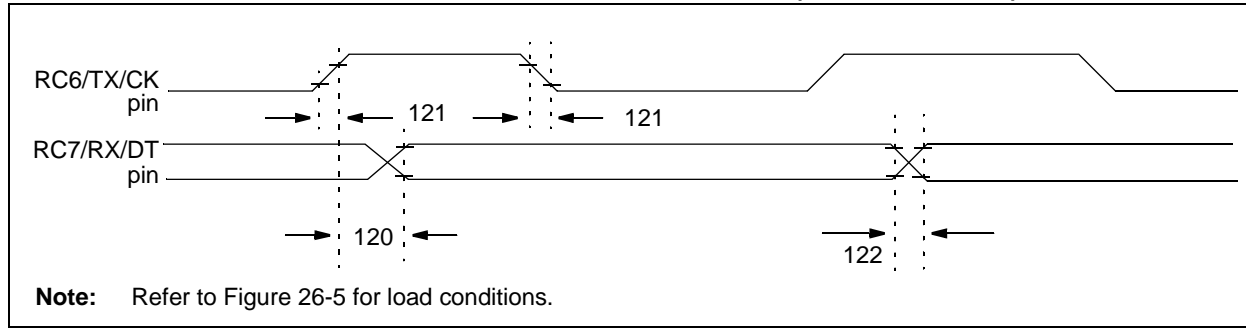 RC6/TX/CK
pin
121
121
RC7/RX/DT
pin
120
122
Note: Refer to Figure 26-5 for load conditions.